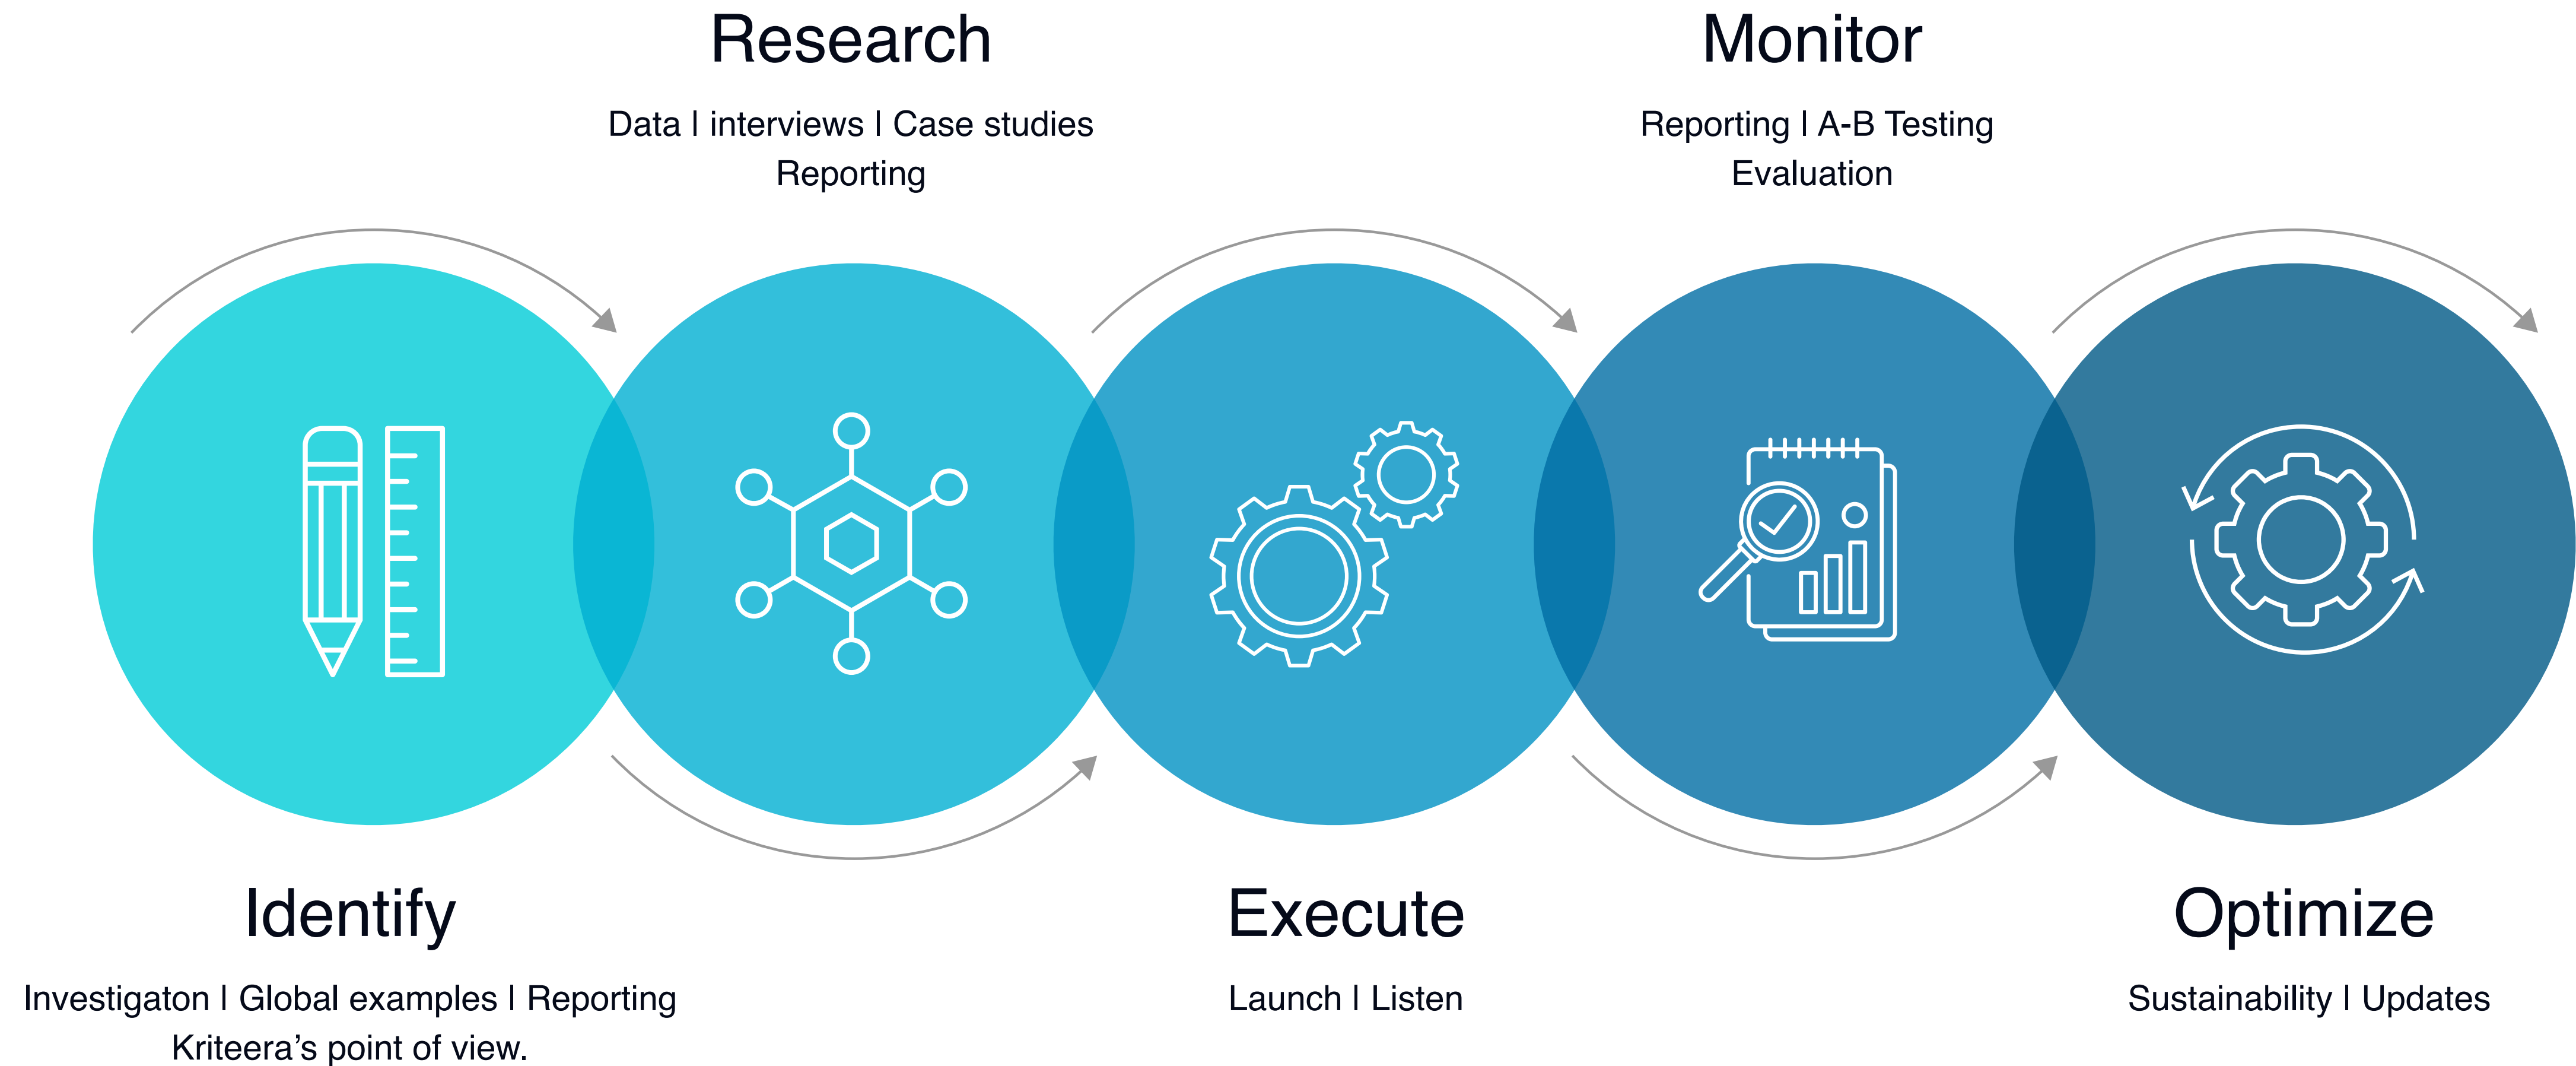 Research
Data | interviews | Case studies
Reporting
Monitor
Reporting | A-B Testing
Evaluation
Identify
Investigaton | Global examples | Reporting
Kriteera’s point of view.
Execute
Launch | Listen
Optimize
Sustainability | Updates